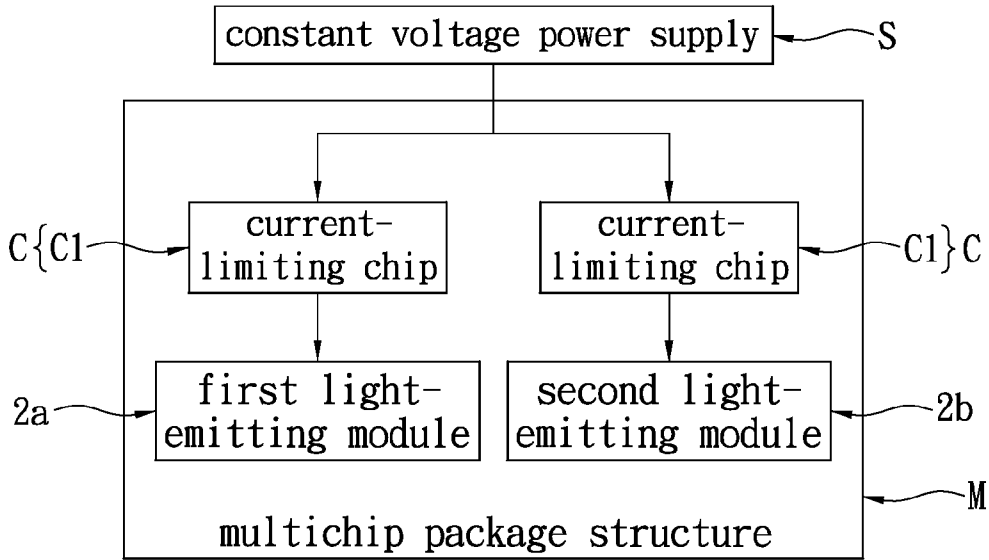 constant voltage power supply
S
current-
limiting chip
current-
limiting chip
C{C1
C1}C
first light-
emitting module
second light-
emitting module
2a
2b
M
multichip package structure